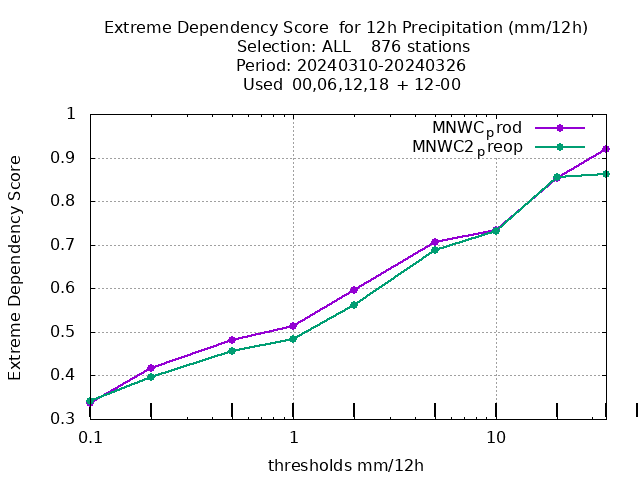 Extreme Dependency Score  for 12h Precipitation (mm/12h)
Selection: ALL    876 stations
Period: 20240310-20240326
Used  00,06,12,18  + 12-00
MNWCprod
MNWC2preop
1
0.9
0.8
0.7
0.6
0.5
0.4
0.3
Extreme Dependency Score
0.1
1
10
thresholds mm/12h